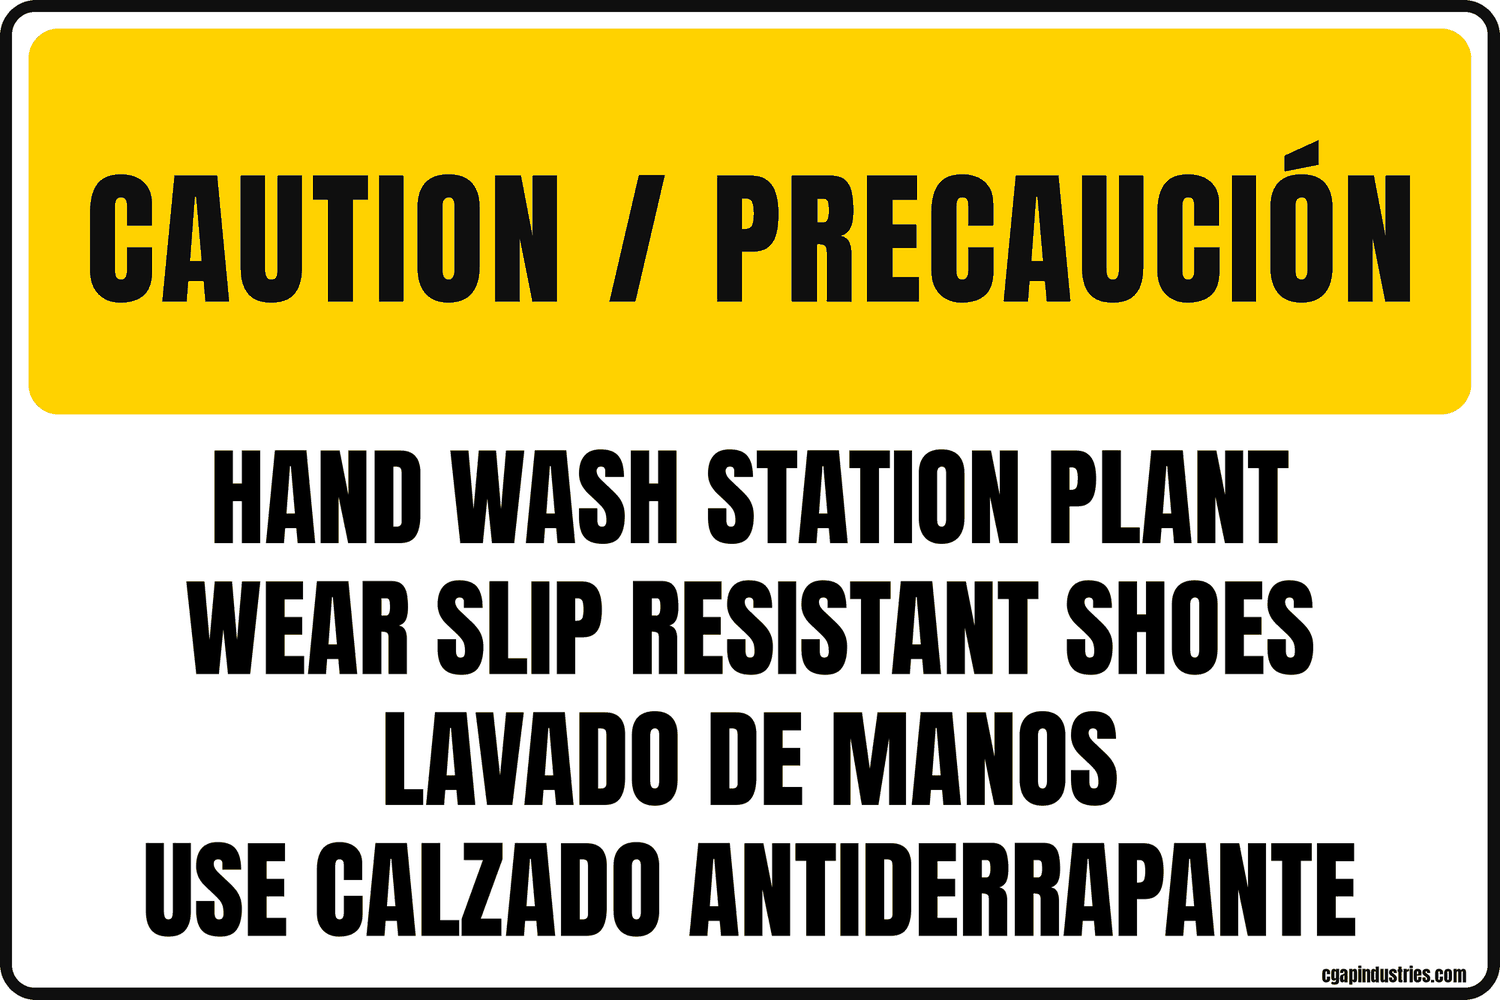 CAUTION / PRECAUCIÓN
HAND WASH STATION PLANT
WEAR SLIP RESISTANT SHOES
LAVADO DE MANOS
USE CALZADO ANTIDERRAPANTE
cgapindustries.com